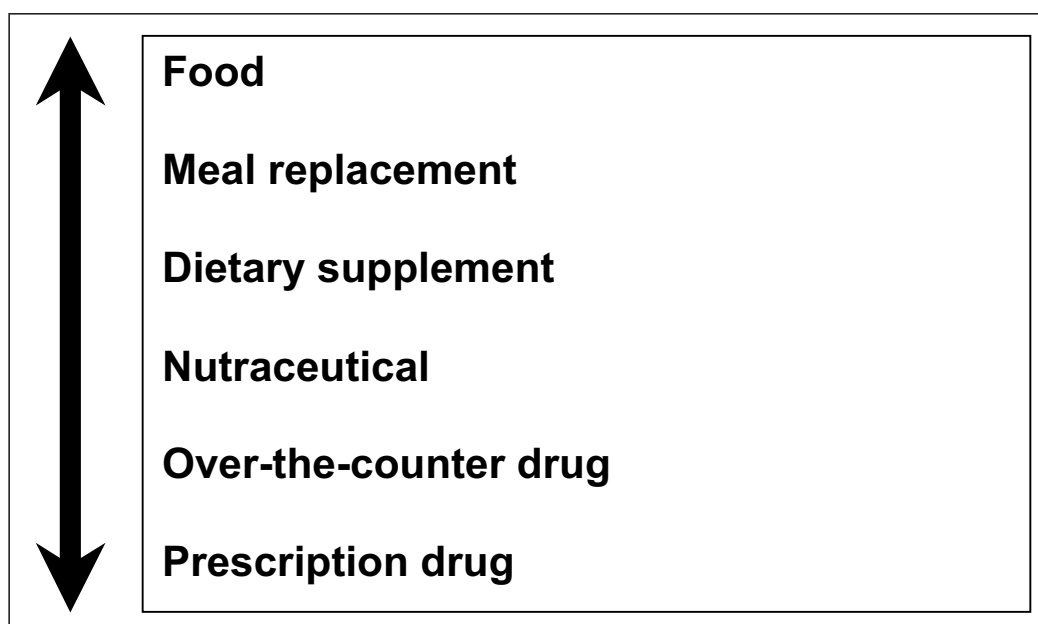 Food
Meal replacement
Dietary supplement
Nutraceutical
Over-the-counter drug
Prescription drug